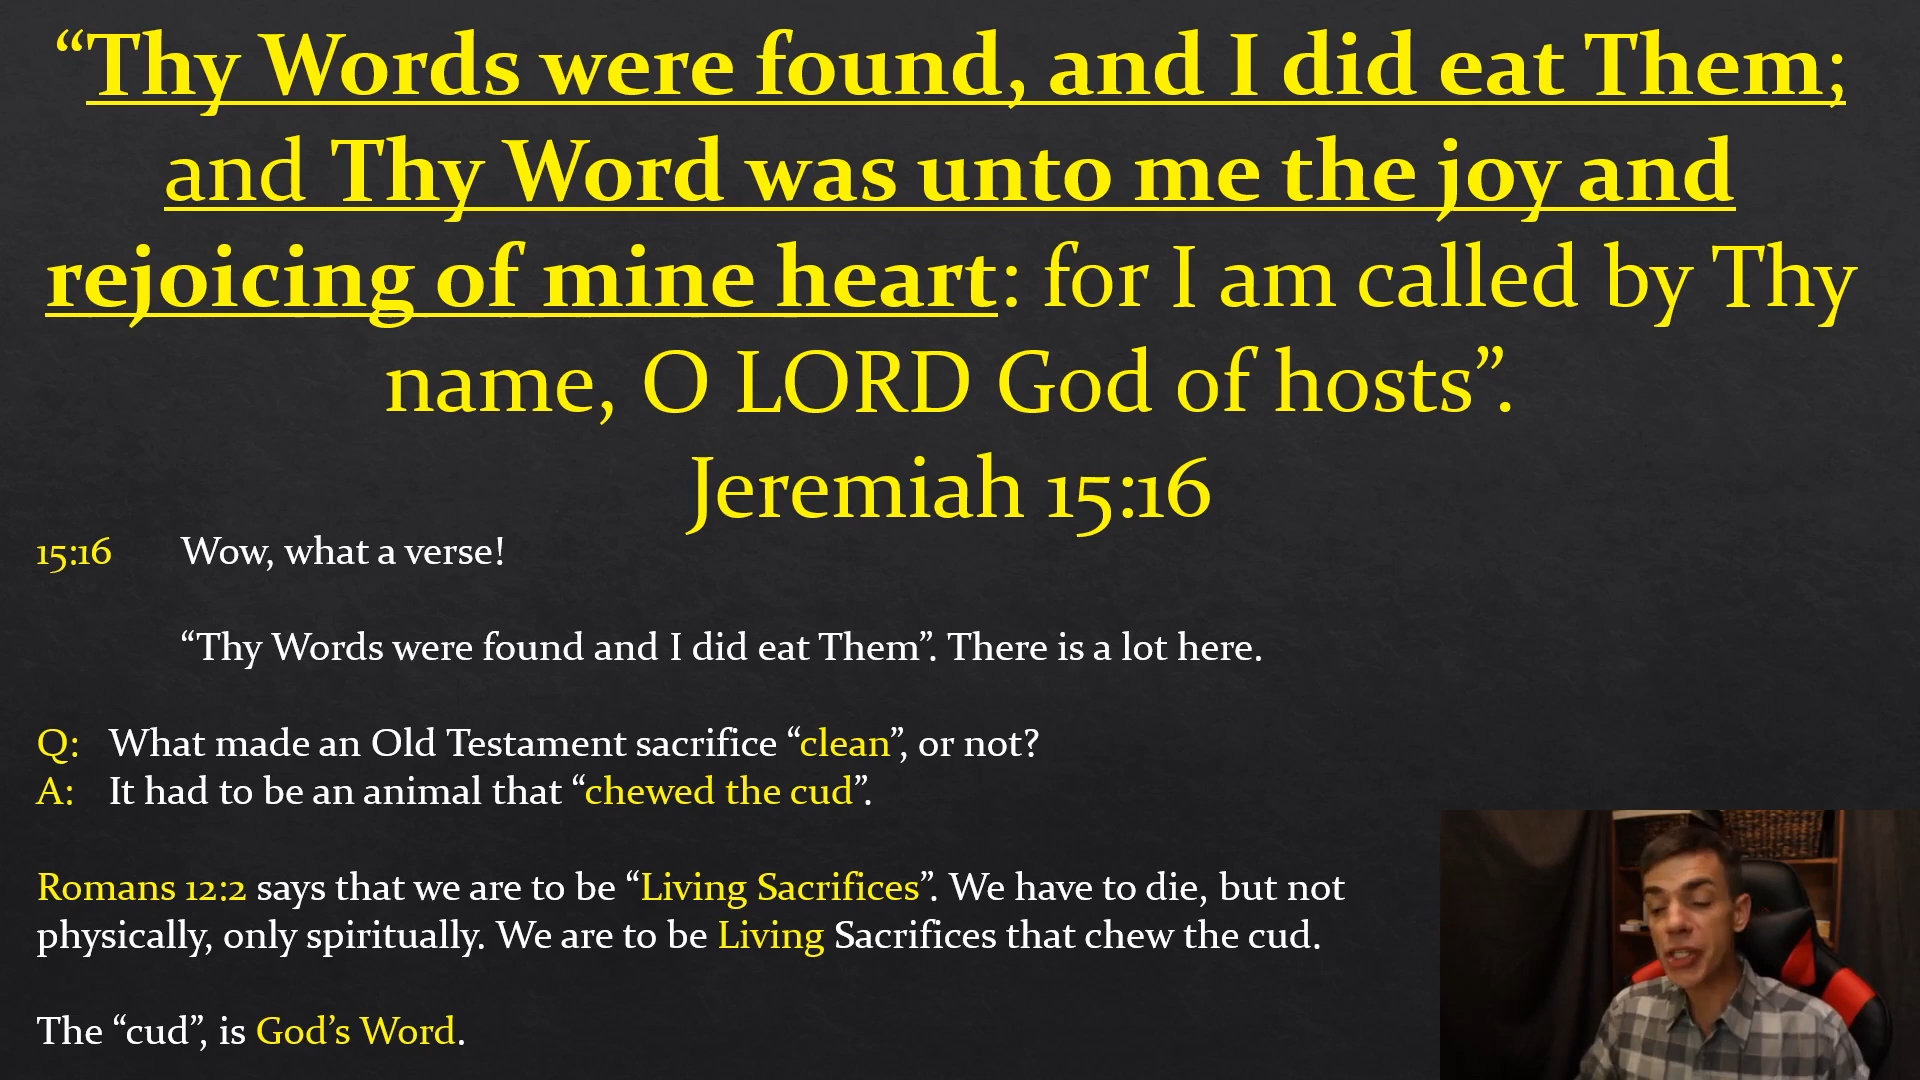 “Thy Words were found, and I did eat Them;
and Thy Word was unto me the joy and
rejoicing of mine heart: for I am called by Thy
name, O LORD God of hosts”.
Jeremiah 15:16
15:16 Wow, what a verse!
“Thy Words were found and I did eat Them”. There is a lot here.
Q: What made an Old Testament sacrifice “clean”, or not?
A: It had to be an animal that “chewed the cud”.
Romans 12:2 says that we are to be “Living Sacrifices”. We have to die, but not
physically, only spiritually. We are to be Living Sacrifices that chew the cud.
The “cud”, is God’s Word.